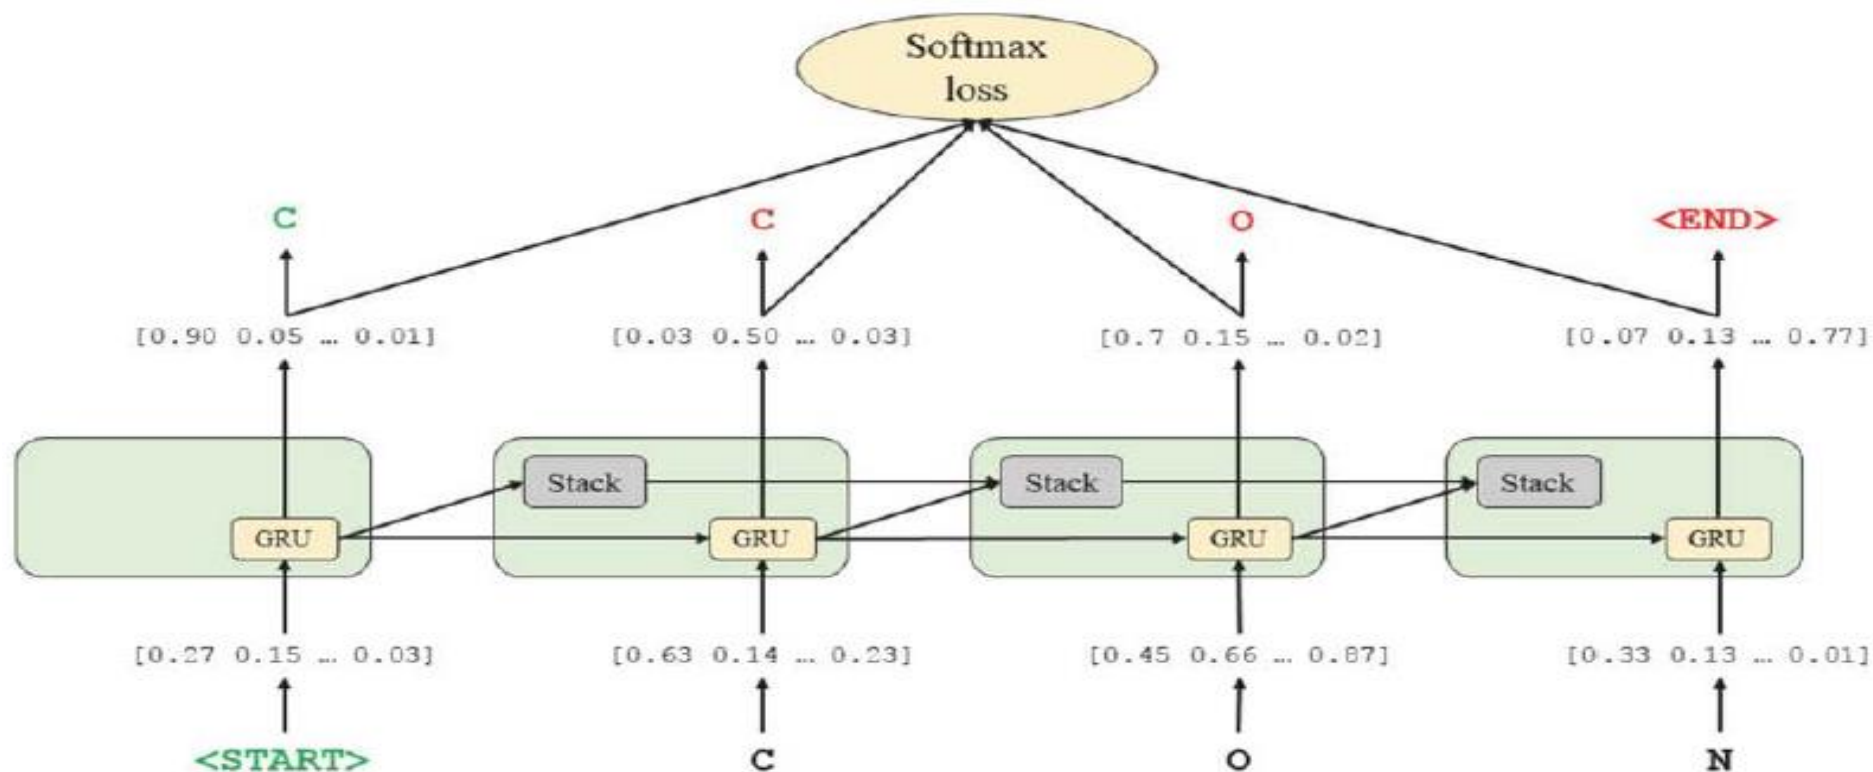 Softmax
loss
C C O <END>
[0.90 0.05 … 0.01] [0.03 0.50 … 0.03] [0.7 0.15 … 0.02] [0.07 0.13 … 0.77]
Stack Stack Stack
GRU GRU GRU GRU
[0.27 0.15 … 0.03] [0.63 0.14 … 0.23] [0.45 0.66 … 0.87] [0.33 0.13 … 0.01]
<START> C O N